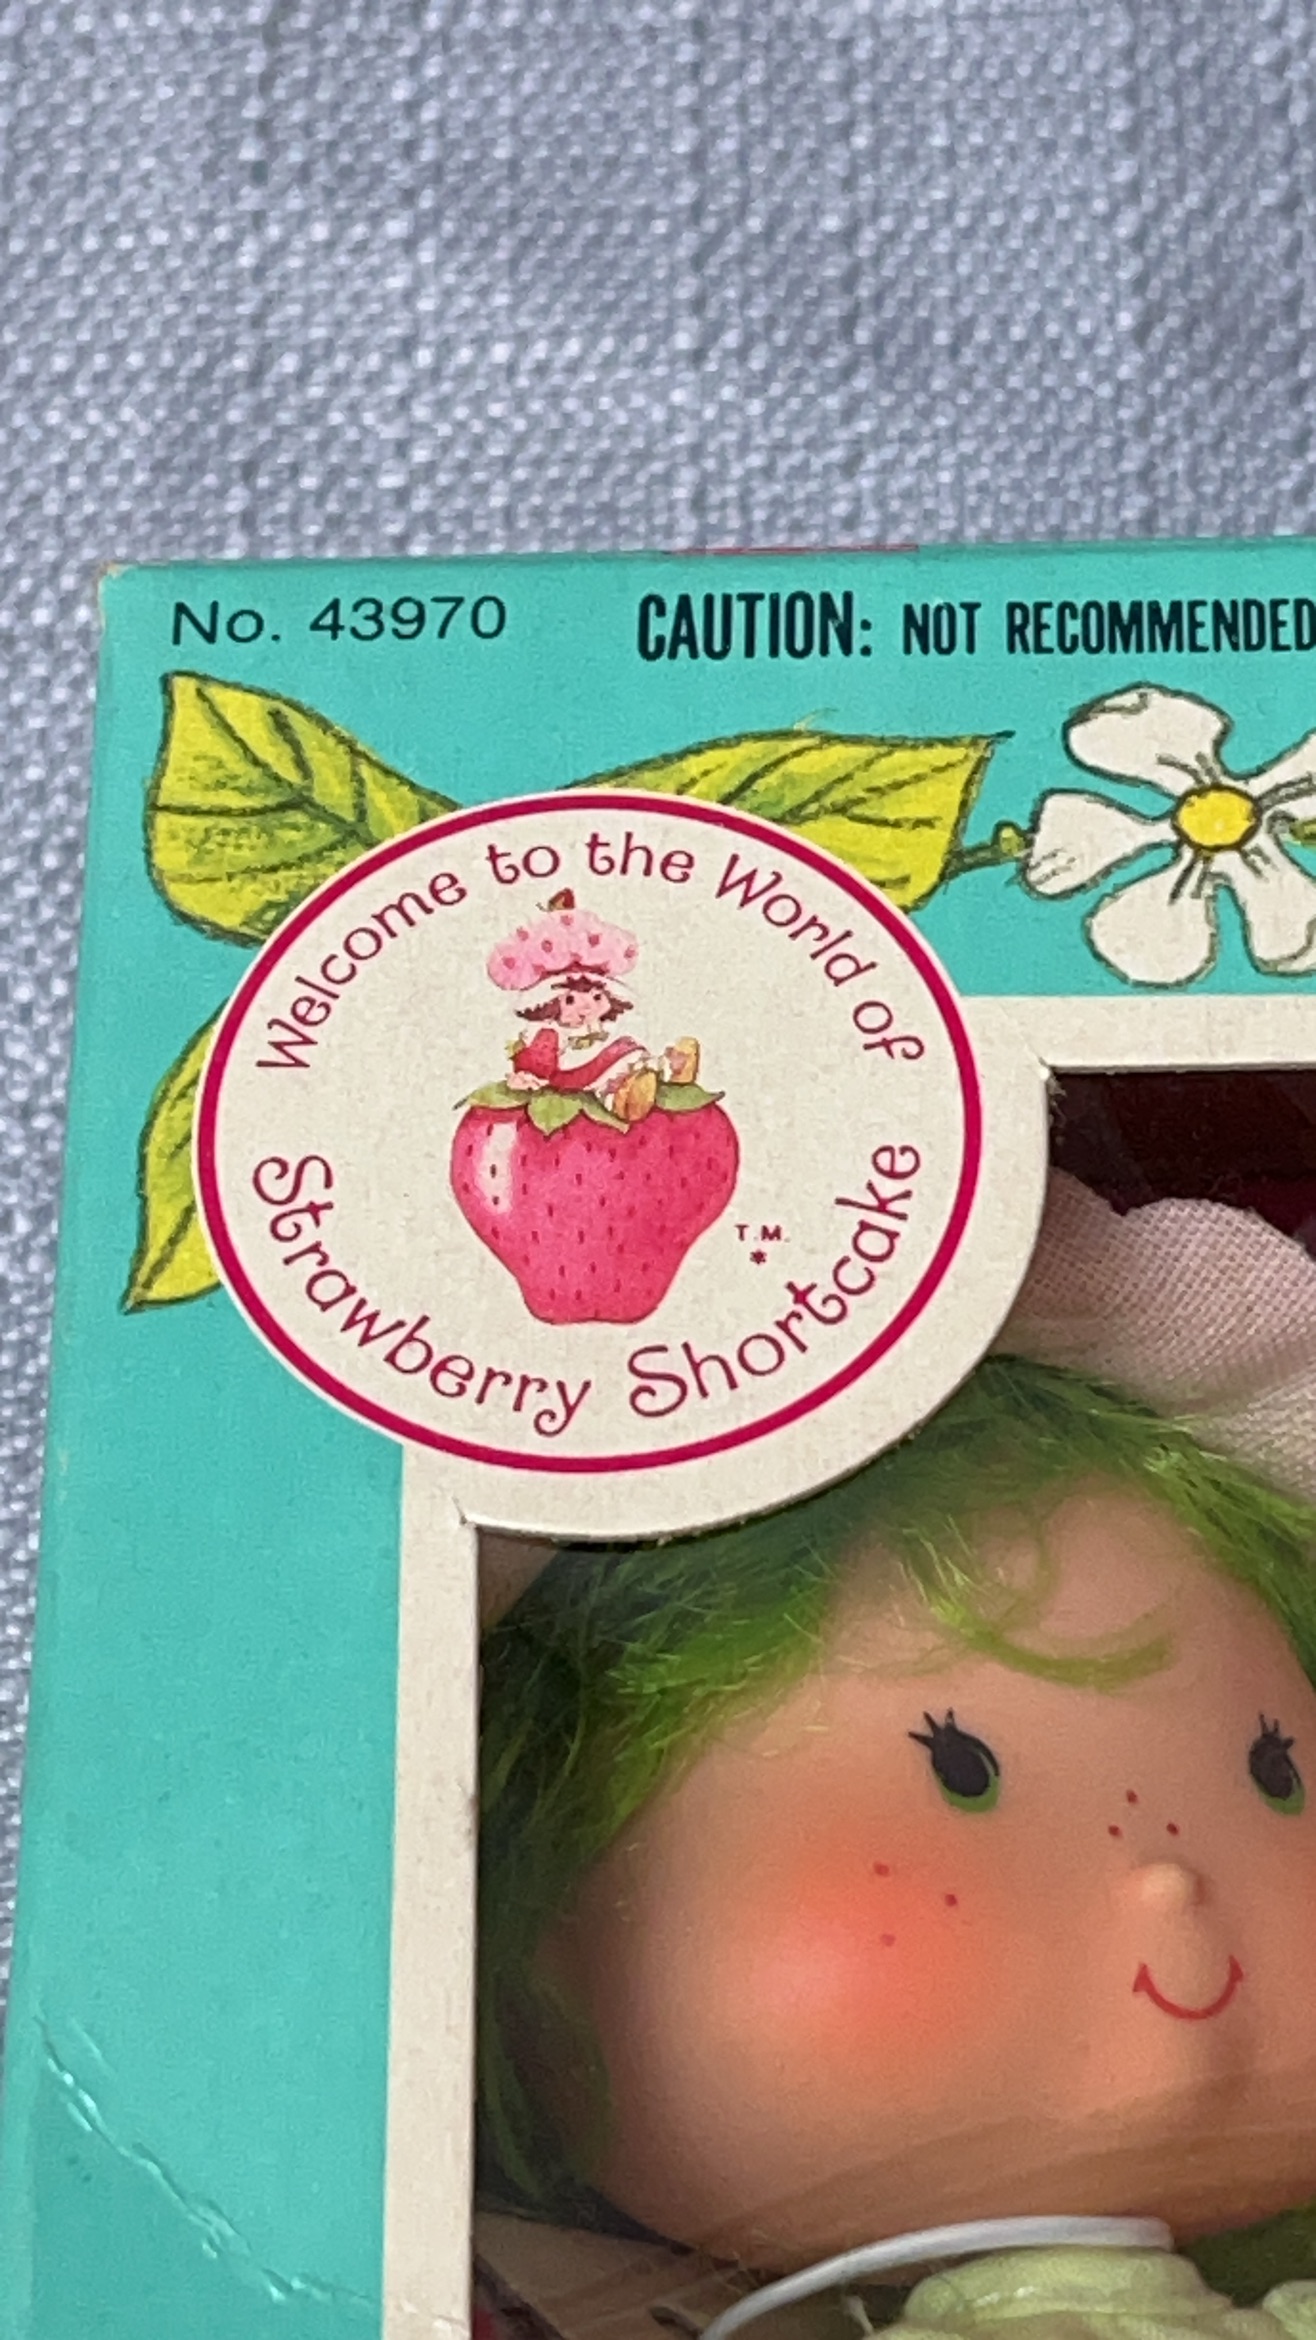 No. 43970
CAUTION: NOT RECOMMENDED
Welcome to the World of
Strawberry Shortcake
T.M.
*